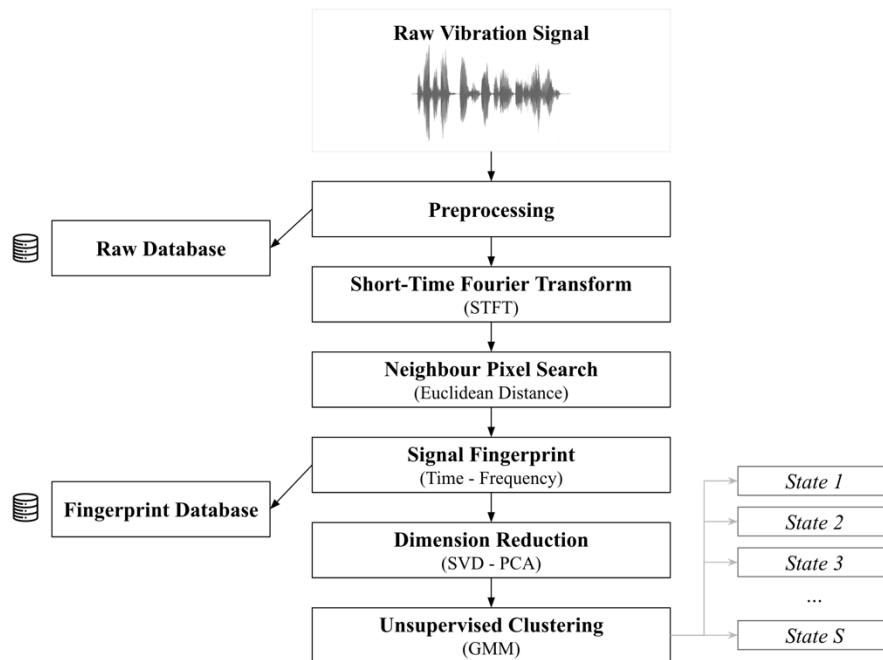 Raw Vibration Signal
Preprocessing
Raw Database
Short-Time Fourier Transform
(STFT)
Neighbour Pixel Search
(Euclidean Distance)
Signal Fingerprint
(Time - Frequency)
Fingerprint Database
Dimension Reduction
(SVD - PCA)
Unsupervised Clustering
(GMM)
State 1
State 2
State 3
...
State S